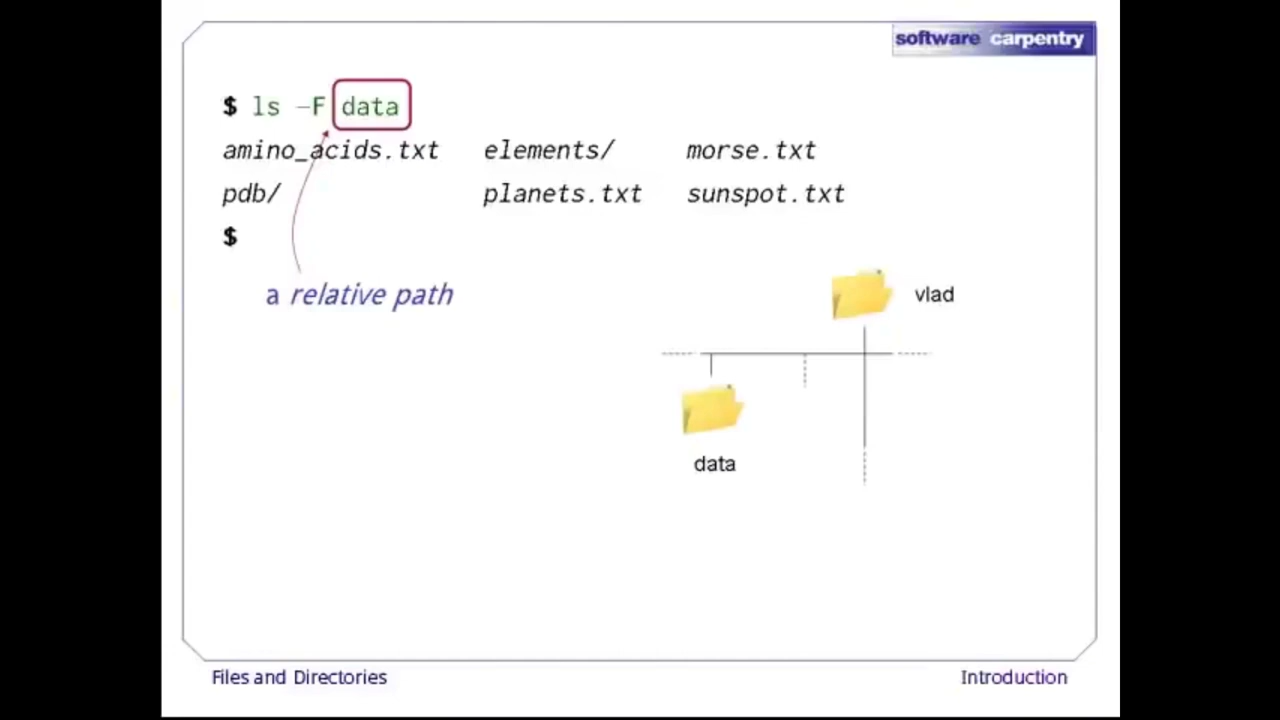 software carpentry
$ ls -F data
amino_acids.txt elements/ morse.txt
pdb/ planets.txt sunspot.txt
$
a relative path
vlad
data
Files and Directories Introduction